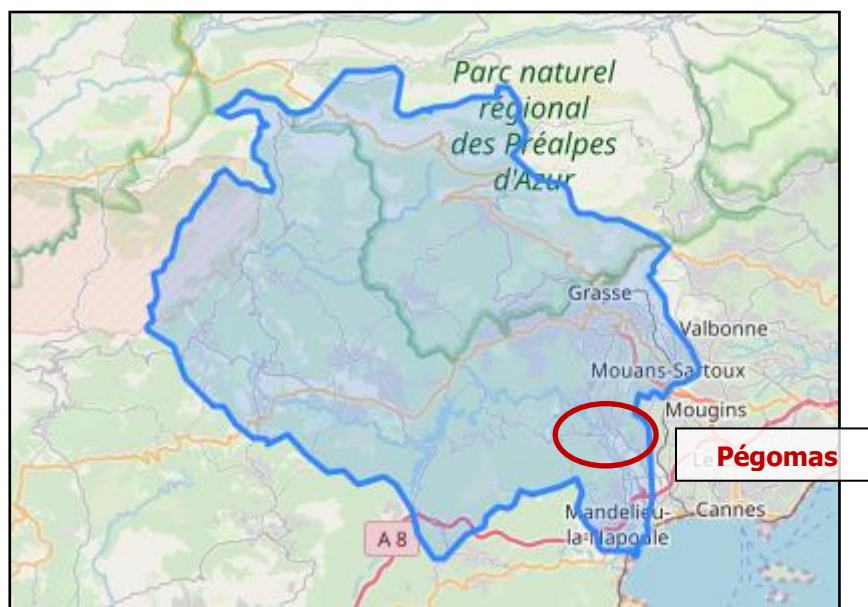 Parc naturel
régional
des Préalpes
d'Azur
Grasse
Valbonne
Mouans-Sartoux
Mougins
Pégomas
Mandelieu-
la-Napoule
Cannes
A 8